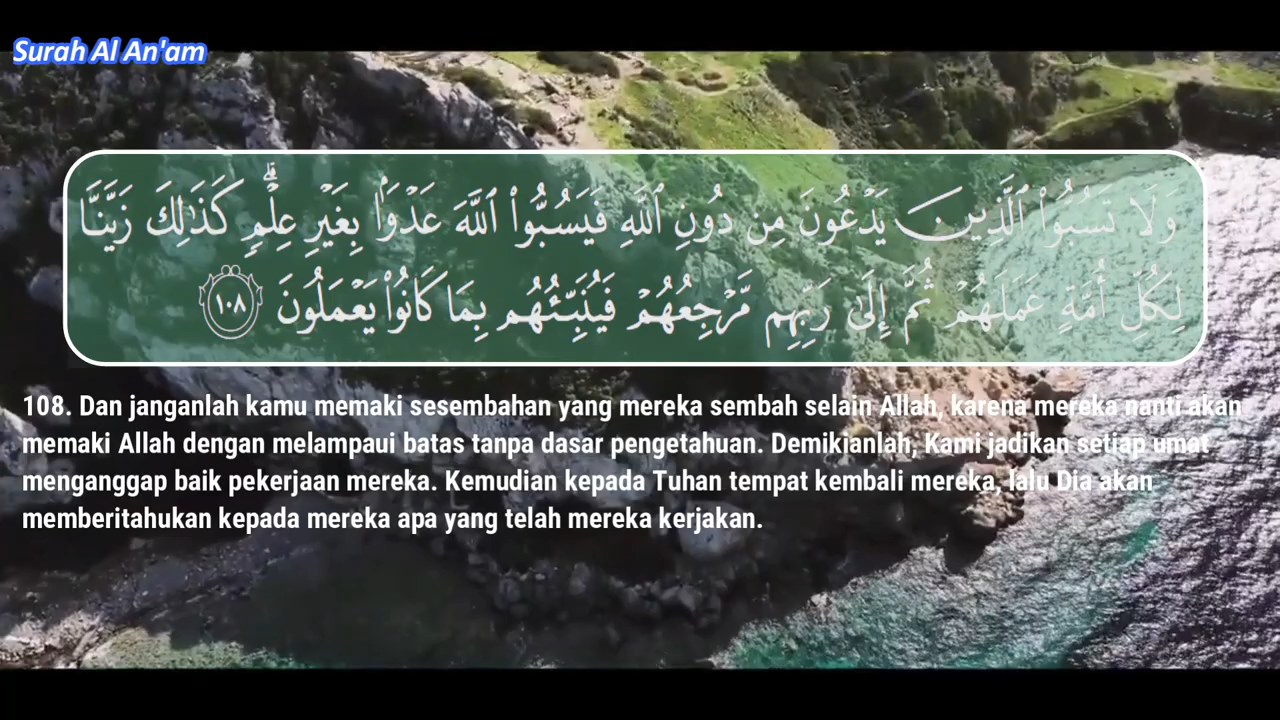 Surah Al An'am
وَلَا تَسُبُّوا۟ ٱلَّذِينَ يَدْعُونَ مِن دُونِ ٱللَّهِ فَيَسُبُّوا۟ ٱللَّهَ عَدْوًۢا بِغَيْرِ عِلْمٍۢ ۗ كَذَٰلِكَ زَيَّنَّا
لِكُلِّ أُمَّةٍ عَمَلَهُمْ ثُمَّ إِلَىٰ رَبِّهِم مَّرْجِعُهُمْ فَيُنَبِّئُهُم بِمَا كَانُوا۟ يَعْمَلُونَ ١٠٨
108. Dan janganlah kamu memaki sesembahan yang mereka sembah selain Allah, karena mereka nanti akan
memaki Allah dengan melampaui batas tanpa dasar pengetahuan. Demikianlah, Kami jadikan setiap umat
menganggap baik pekerjaan mereka. Kemudian kepada Tuhan tempat kembali mereka, lalu Dia akan
memberitahukan kepada mereka apa yang telah mereka kerjakan.